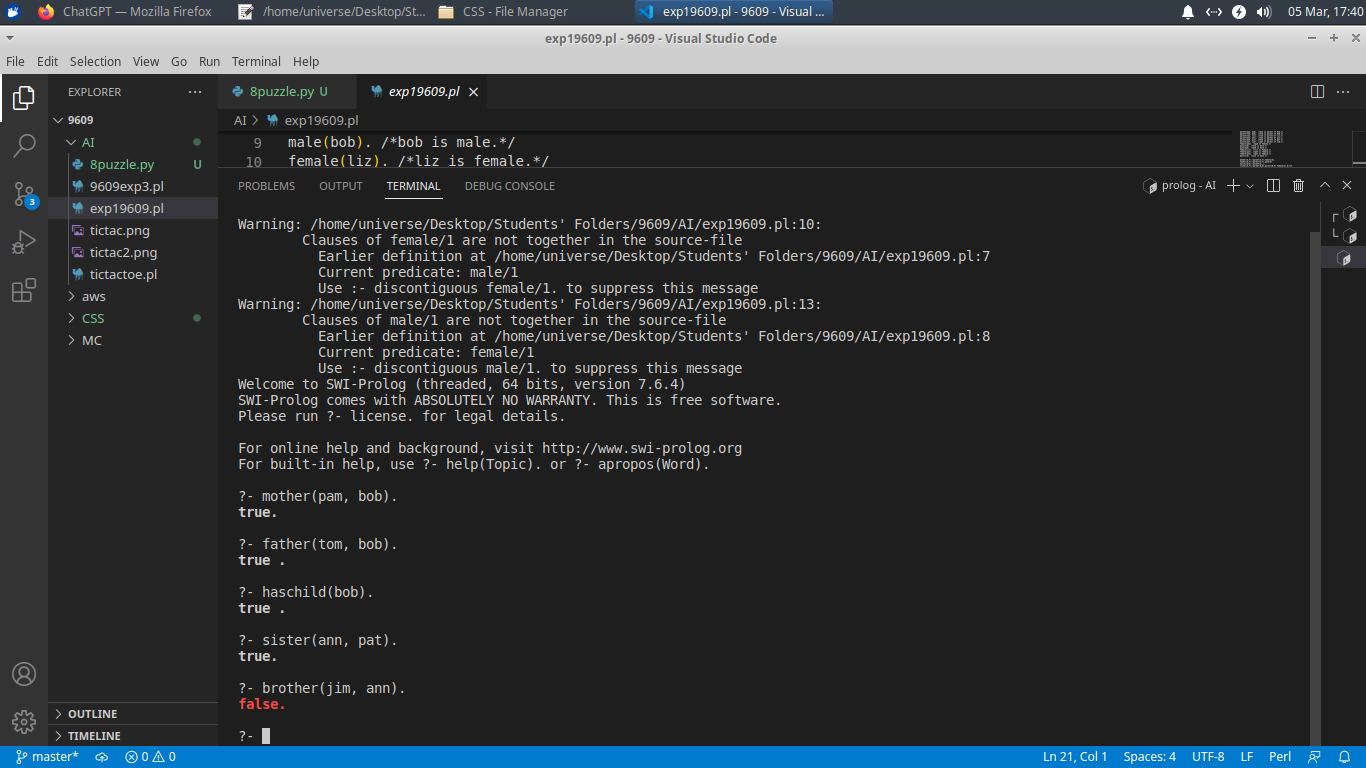 ChatGPT — Mozilla Firefox
/home/universe/Desktop/St...
CSS - File Manager
exp19609.pl - 9609 - Visual ...
05 Mar, 17:40
exp19609.pl - 9609 - Visual Studio Code
File Edit Selection View Go Run Terminal Help
EXPLORER
8puzzle.py U
exp19609.pl
9609
AI > exp19609.pl
AI
8puzzle.py U
9609exp3.pl
exp19609.pl
tictac.png
tictac2.png
tictactoe.pl
aws
CSS
MC
3
9 male(bob). /*bob is male.*/
10 female(liz). /*liz is female.*/
PROBLEMS OUTPUT TERMINAL DEBUG CONSOLE
prolog - AI
Warning: /home/universe/Desktop/Students' Folders/9609/AI/exp19609.pl:10:
Clauses of female/1 are not together in the source-file
Earlier definition at /home/universe/Desktop/Students' Folders/9609/AI/exp19609.pl:7
Current predicate: male/1
Use :- discontiguous female/1. to suppress this message
Warning: /home/universe/Desktop/Students' Folders/9609/AI/exp19609.pl:13:
Clauses of male/1 are not together in the source-file
Earlier definition at /home/universe/Desktop/Students' Folders/9609/AI/exp19609.pl:8
Current predicate: female/1
Use :- discontiguous male/1. to suppress this message
Welcome to SWI-Prolog (threaded, 64 bits, version 7.6.4)
SWI-Prolog comes with ABSOLUTELY NO WARRANTY. This is free software.
Please run ?- license. for legal details.
For online help and background, visit http://www.swi-prolog.org
For built-in help, use ?- help(Topic). or ?- apropos(Word).
?- mother(pam, bob).
true.
?- father(tom, bob).
true .
?- haschild(bob).
true .
?- sister(ann, pat).
true.
?- brother(jim, ann).
false.
?-
OUTLINE
TIMELINE
master* 0 0 Ln 21, Col 1 Spaces: 4 UTF-8 LF Perl